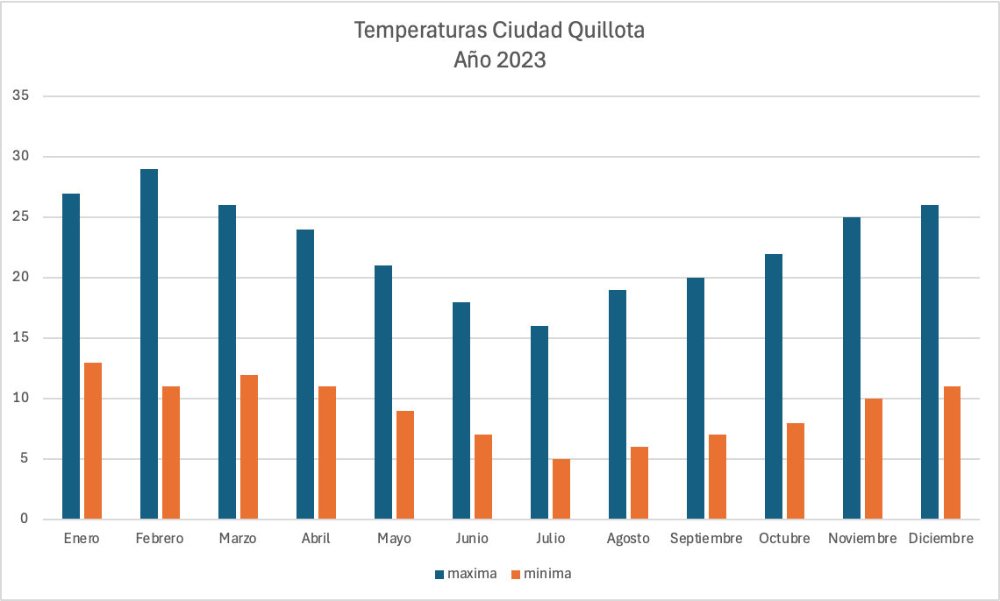 Temperaturas Ciudad Quillota
Año 2023
35
30
25
20
15
10
5
0
Enero Febrero Marzo Abril Mayo Junio Julio Agosto Septiembre Octubre Noviembre Diciembre
maxima minima